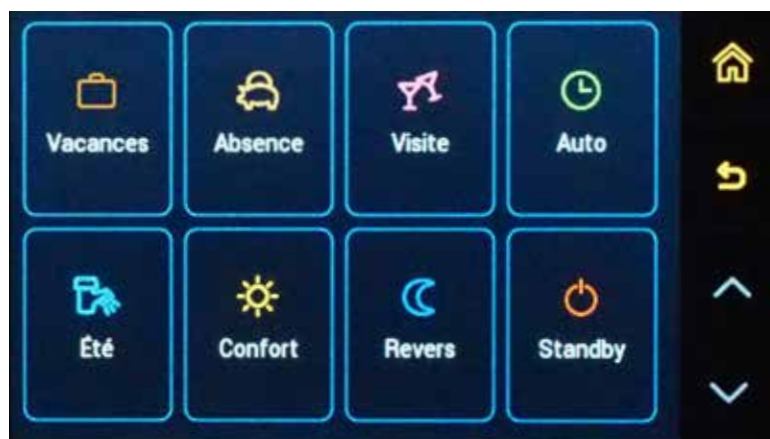 Vacances
Absence
Visite
Auto
Été
Confort
Revers
Standby